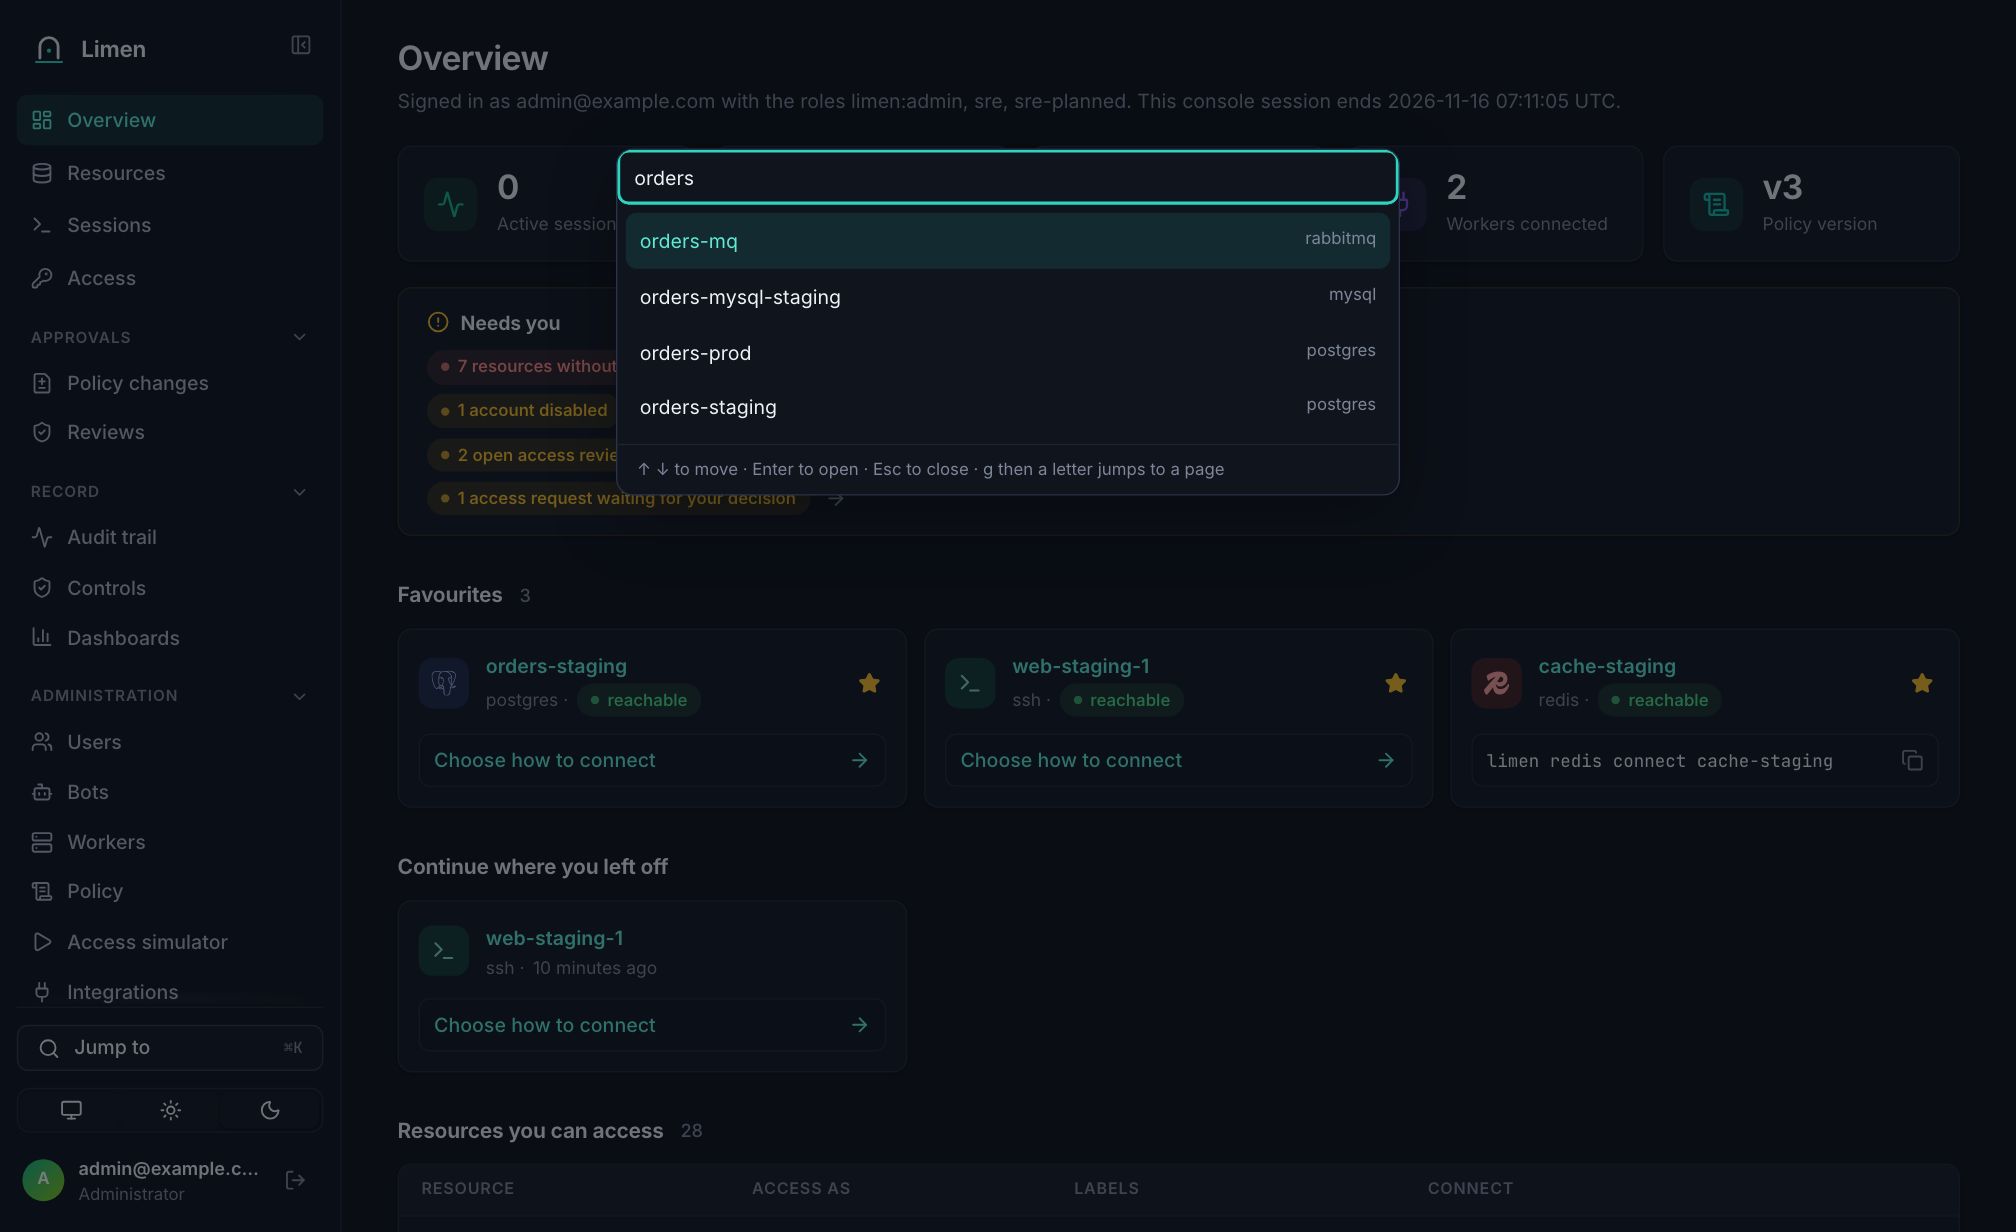 Limen
Overview
Resources
Sessions
Access
APPROVALS
Policy changes
Reviews
RECORD
Audit trail
Controls
Dashboards
ADMINISTRATION
Users
Bots
Workers
Policy
Access simulator
Integrations
Jump to ⌘K
A
admin@example.c...
Administrator
Overview
Signed in as admin@example.com with the roles limen:admin, sre, sre-planned. This console session ends 2026-11-16 07:11:05 UTC.
0
Active session
2
Workers connected
v3
Policy version
orders
orders-mq rabbitmq
orders-mysql-staging mysql
orders-prod postgres
orders-staging postgres
↑ ↓ to move · Enter to open · Esc to close · g then a letter jumps to a page
Needs you
7 resources without
1 account disabled
2 open access revie
1 access request waiting for your decision →
Favourites 3
orders-staging
postgres · reachable
Choose how to connect →
web-staging-1
ssh · reachable
Choose how to connect →
cache-staging
redis · reachable
limen redis connect cache-staging
Continue where you left off
web-staging-1
ssh · 10 minutes ago
Choose how to connect →
Resources you can access 28
RESOURCE ACCESS AS LABELS CONNECT